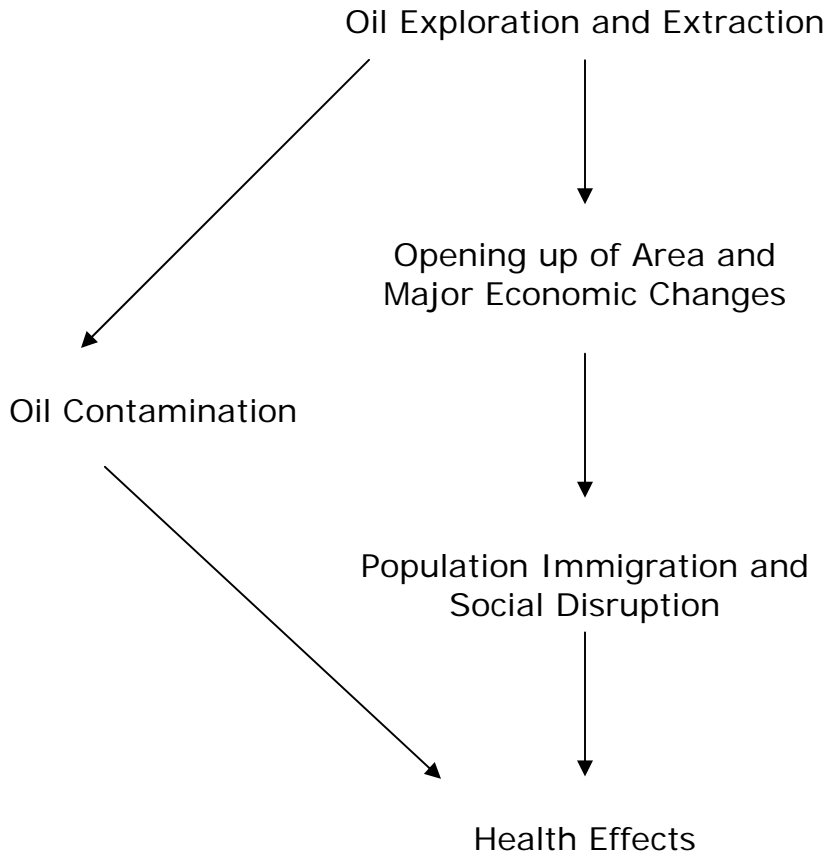 Oil Exploration and Extraction
Opening up of Area and
Major Economic Changes
Oil Contamination
Population Immigration and
Social Disruption
Health Effects